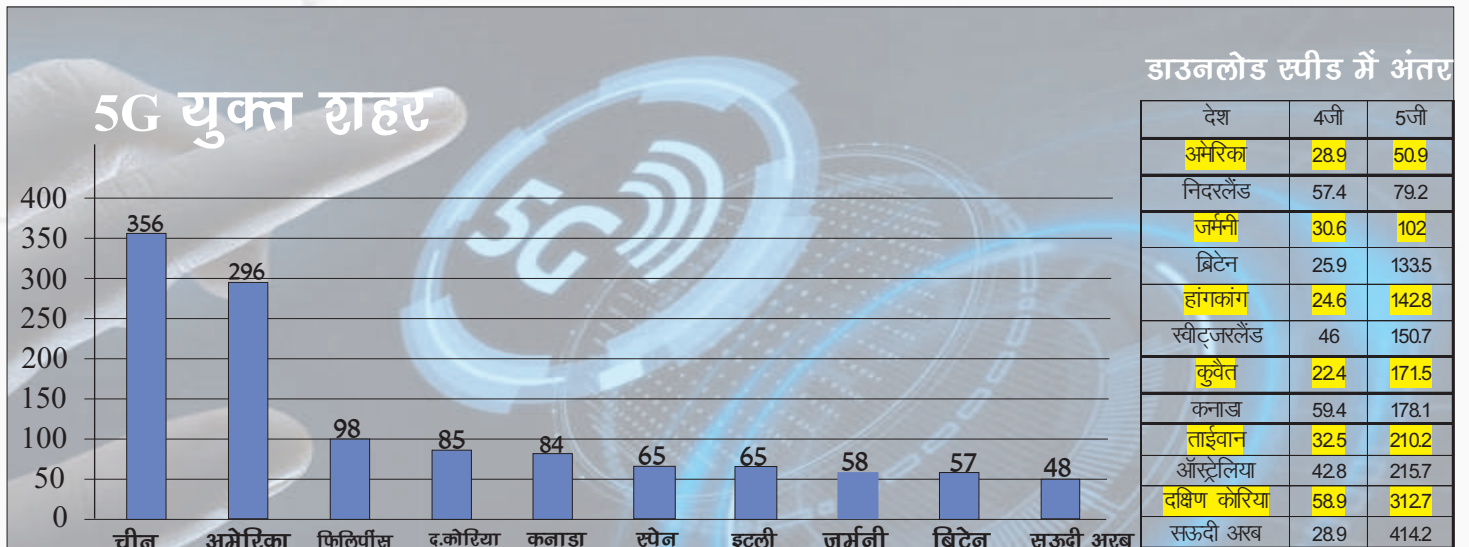 5G युक्त शहर
400
350
300
250
200
150
100
50
0
356
296
98
85
84
65
65
58
57
48
चीन अमेरिका फिलिपींस द.कोरिया कनाडा स्पेन इटली जर्मनी ब्रिटेन सऊदी अरब
5G
डाउनलोड स्पीड में अंतर
देश 4जी 5जी
अमेरिका 28.9 50.9
निदरलैंड 57.4 79.2
जर्मनी 30.6 102
ब्रिटेन 25.9 133.5
हांगकांग 24.6 142.8
स्वीट्जरलैंड 46 150.7
कुवैत 22.4 171.5
कनाडा 59.4 178.1
ताईवान 32.5 210.2
ऑस्ट्रेलिया 42.8 215.7
दक्षिण कोरिया 58.9 312.7
सऊदी अरब 28.9 414.2